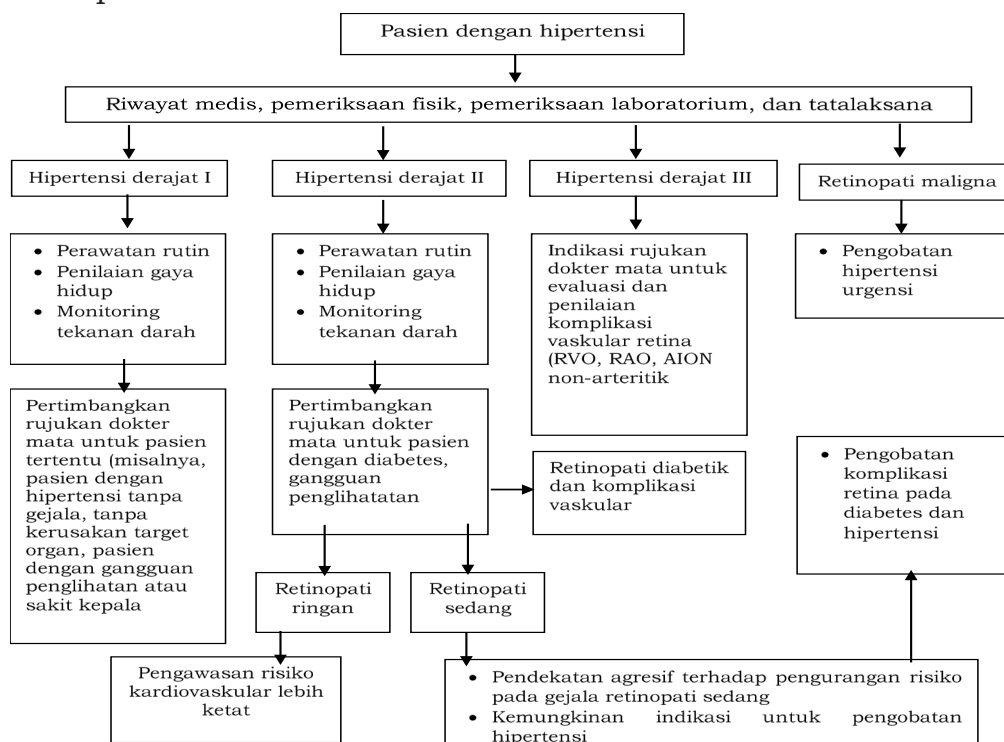 Pasien dengan hipertensi
Riwayat medis, pemeriksaan fisik, pemeriksaan laboratorium, dan tatalaksana
Hipertensi derajat I
Hipertensi derajat II
Hipertensi derajat III
Retinopati maligna
• Perawatan rutin
• Penilaian gaya
hidup
• Monitoring
tekanan darah
• Perawatan rutin
• Penilaian gaya
hidup
• Monitoring
tekanan darah
Indikasi rujukan
dokter mata untuk
evaluasi dan
penilaian
komplikasi
vaskular retina
(RVO, RAO, AION
non-arteritik
• Pengobatan
hipertensi
urgensi
Pertimbangkan
rujukan dokter
mata untuk pasien
tertentu (misalnya,
pasien dengan
hipertensi tanpa
gejala, tanpa
kerusakan target
organ, pasien
dengan gangguan
penglihatan atau
sakit kepala
Pertimbangkan
rujukan dokter
mata untuk pasien
dengan diabetes,
gangguan
penglihatatan
Retinopati diabetik
dan komplikasi
vaskular
• Pengobatan
komplikasi
retina pada
diabetes dan
hipertensi
Retinopati
ringan
Retinopati
sedang
Pengawasan risiko
kardiovaskular lebih
ketat
• Pendekatan agresif terhadap pengurangan risiko
pada gejala retinopati sedang
• Kemungkinan indikasi untuk pengobatan
hipertensi